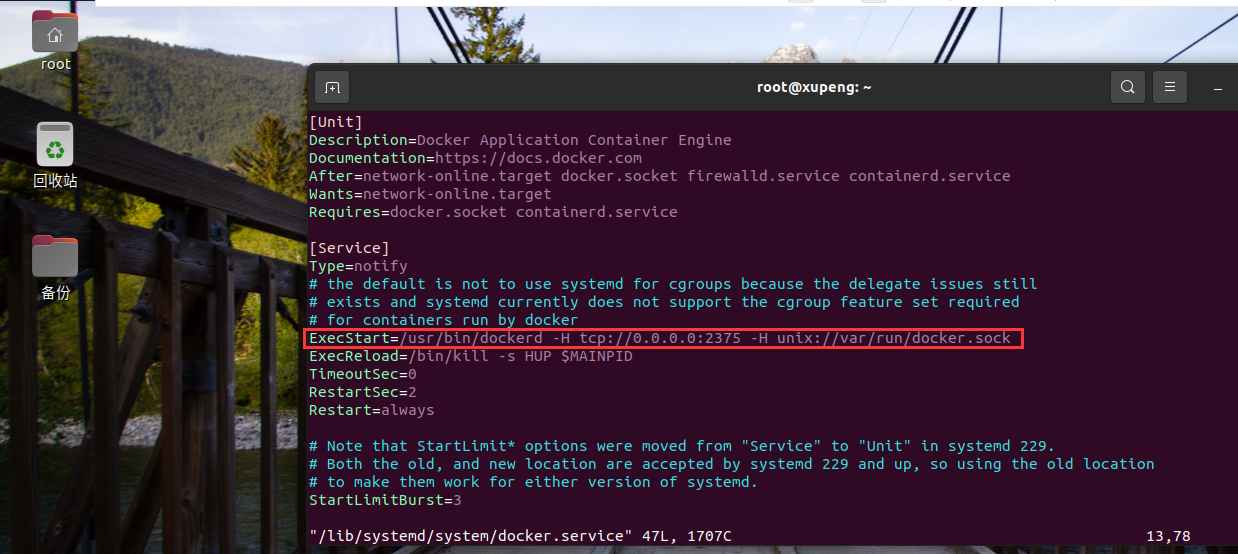 root
回收站
备份
root@xupeng: ~
[Unit]
Description=Docker Application Container Engine
Documentation=https://docs.docker.com
After=network-online.target docker.socket firewalld.service containerd.service
Wants=network-online.target
Requires=docker.socket containerd.service
[Service]
Type=notify
# the default is not to use systemd for cgroups because the delegate issues still
# exists and systemd currently does not support the cgroup feature set required
# for containers run by docker
ExecStart=/usr/bin/dockerd -H tcp://0.0.0.0:2375 -H unix://var/run/docker.sock
ExecReload=/bin/kill -s HUP $MAINPID
TimeoutSec=0
RestartSec=2
Restart=always
# Note that StartLimit* options were moved from "Service" to "Unit" in systemd 229.
# Both the old, and new location are accepted by systemd 229 and up, so using the old location
# to make them work for either version of systemd.
StartLimitBurst=3
"/lib/systemd/system/docker.service" 47L, 1707C 13,78